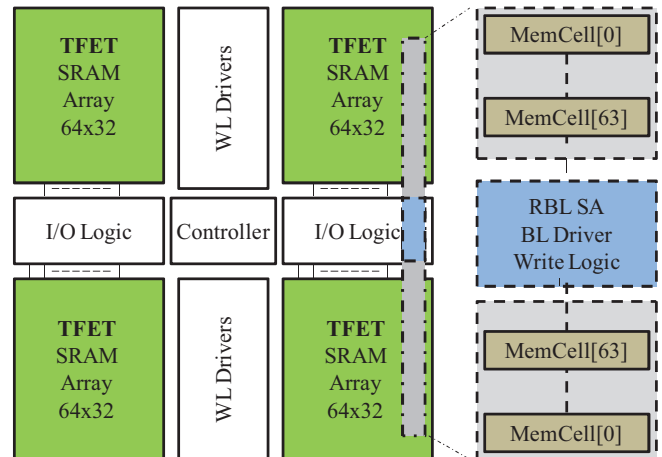 TFET
SRAM
Array
64x32
WL Drivers
TFET
SRAM
Array
64x32
MemCell[0]
MemCell[63]
I/O Logic
Controller
I/O Logic
RBL SA
BL Driver
Write Logic
TFET
SRAM
Array
64x32
WL Drivers
TFET
SRAM
Array
64x32
MemCell[63]
MemCell[0]